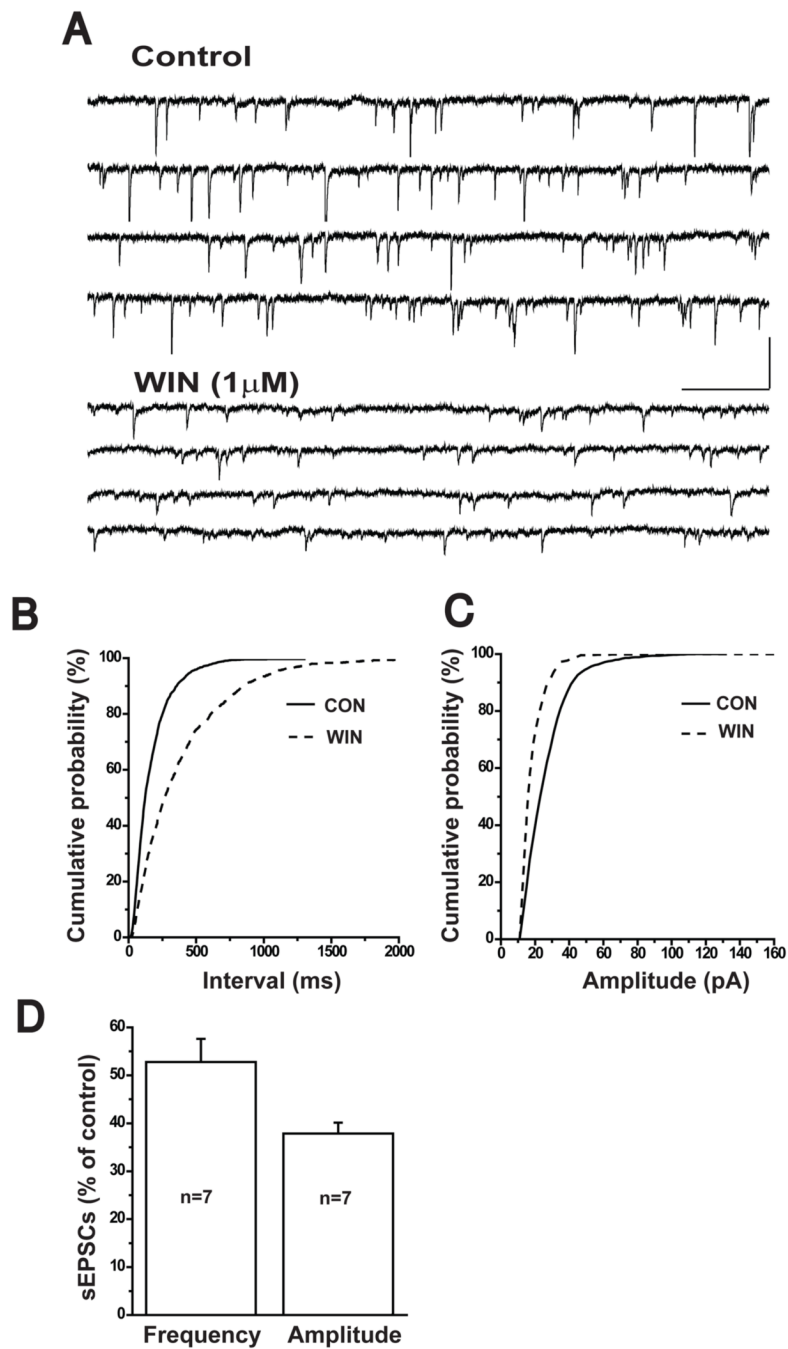 A
Control
WIN (1μM)
B
C
Cumulative probability (%)
100
80
60
40
20
0
CON
WIN
0 500 1000 1500 2000
Interval (ms)
Cumulative probability (%)
100
80
60
40
20
0
CON
WIN
0 20 40 60 80 100 120 140 160
Amplitude (pA)
D
sEPSCs (% of control)
60
50
40
30
20
10
0
n=7
n=7
Frequency Amplitude